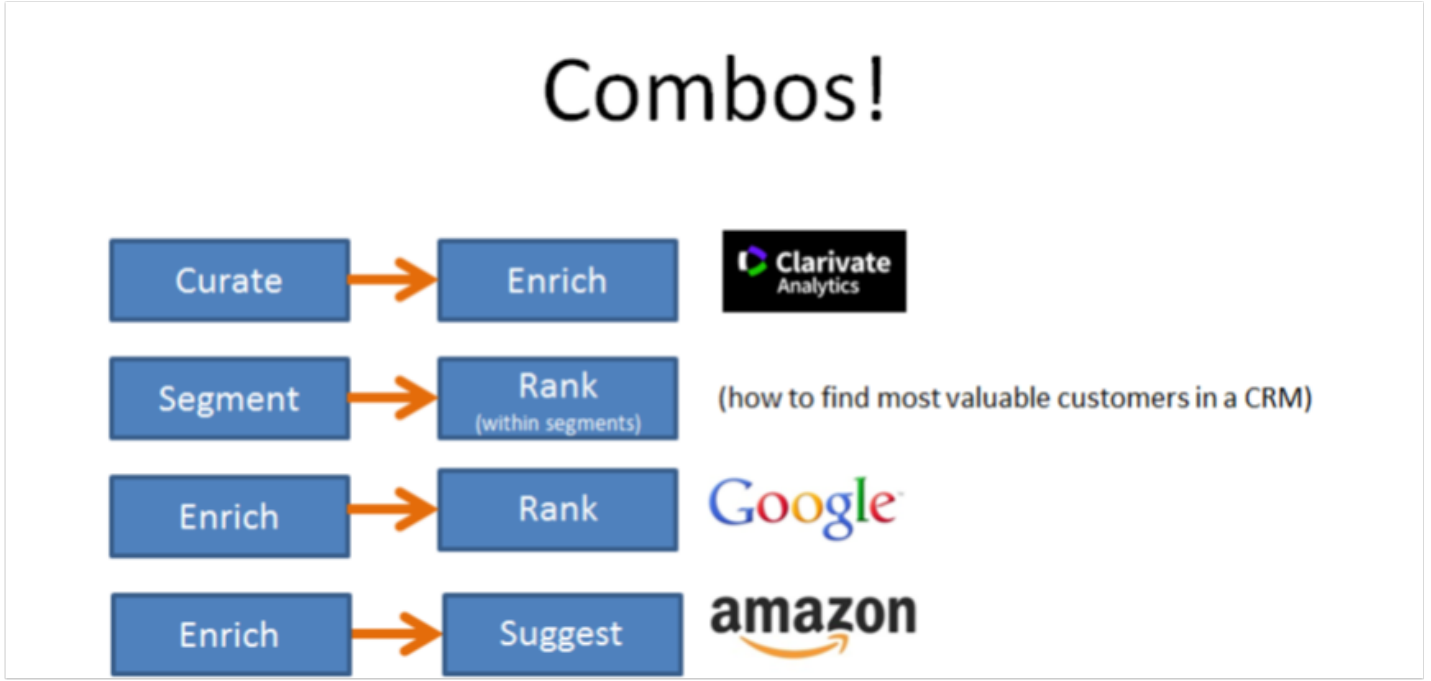 Combos!
Curate
Enrich
Clarivate
Analytics
Segment
Rank
(within segments)
(how to find most valuable customers in a CRM)
Enrich
Rank
Google
Enrich
Suggest
amazon